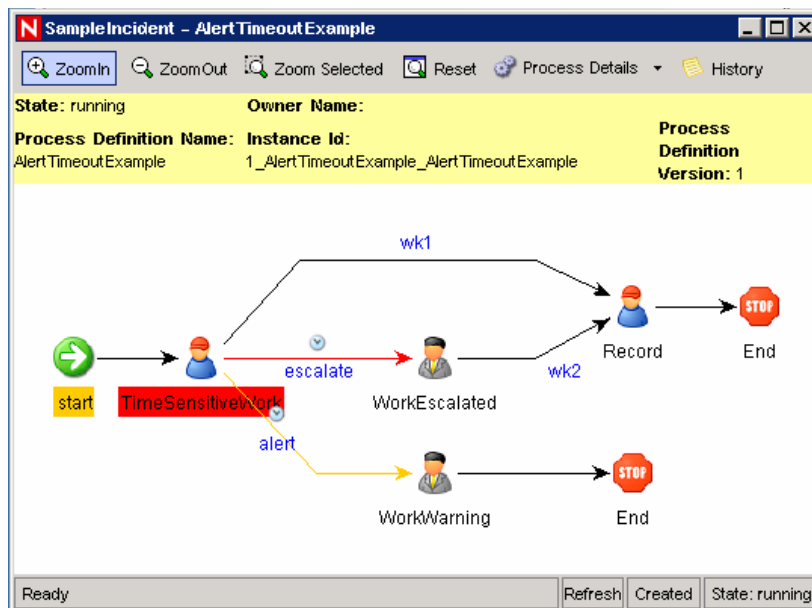 SampleIncident – AlertTimeoutExample
ZoomIn ZoomOut Zoom Selected Reset Process Details History
State: running Owner Name:
Process Definition Name: Instance Id: Process Definition Version: 1
AlertTimeoutExample 1_AlertTimeoutExample_AlertTimeoutExample
wk1
STOP
Record End
escalate wk2
start TimeSensitiveWork WorkEscalated
alert
STOP
WorkWarning End
Ready Refresh Created State: running